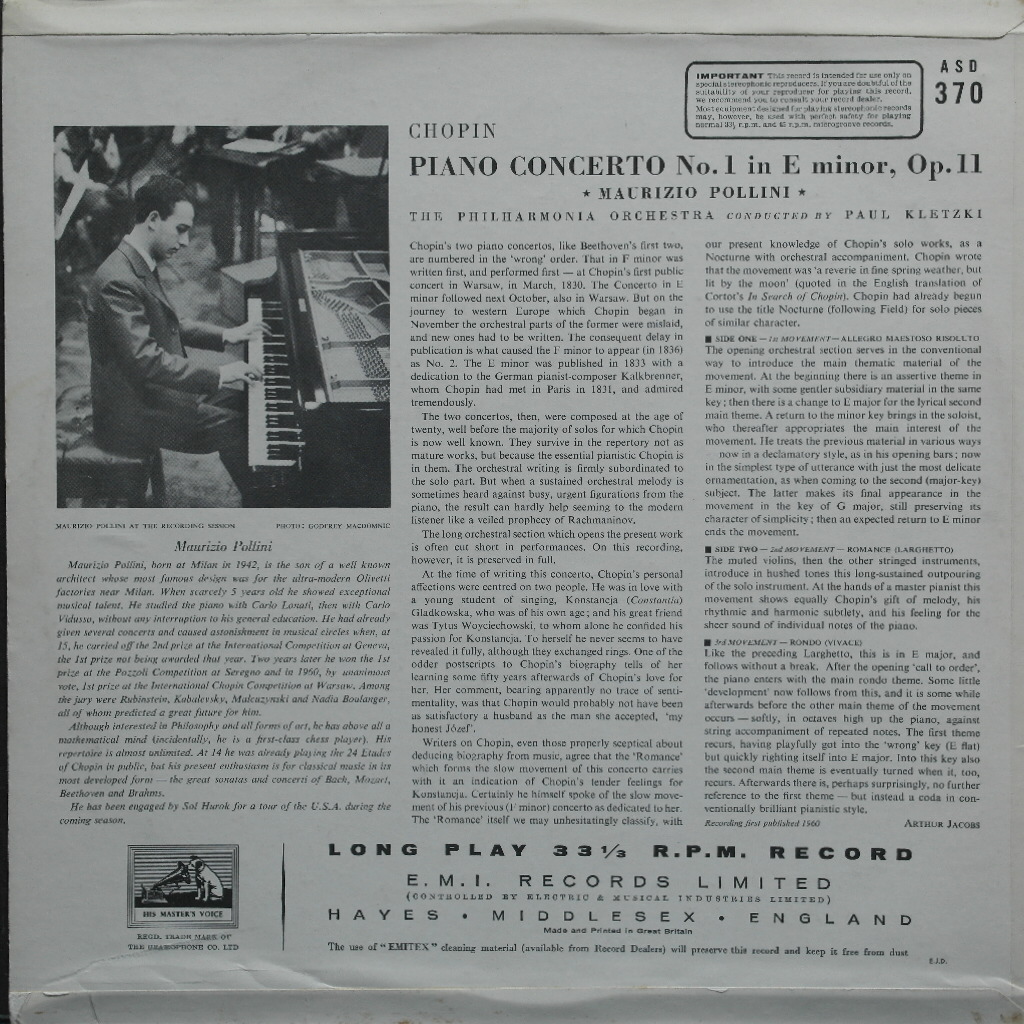 IMPORTANT This record is intended for use only on
special stereophonic reproducers. If you are doubtful of the
suitability of your reproducer for playing this record,
we recommend you to consult your record dealer.
Most equipment designed for playing stereophonic records
may, however, be used with perfect safety for playing
normal 33⅓ r.p.m. and 45 r.p.m. microgroove records.
ASD
370
CHOPIN
PIANO CONCERTO No. 1 in E minor, Op. 11
★ MAURIZIO POLLINI ★
THE PHILHARMONIA ORCHESTRA CONDUCTED BY PAUL KLETZKI
MAURIZIO POLLINI AT THE RECORDING SESSION PHOTO: GODFREY MACDOMNIC
Maurizio Pollini
Maurizio Pollini, born at Milan in 1942, is the son of a well known
architect whose most famous design was for the ultra-modern Olivetti
factories near Milan. When scarcely 5 years old he showed exceptional
musical talent. He studied the piano with Carlo Lonati, then with Carlo
Vidusso, without any interruption to his general education. He had already
given several concerts and caused astonishment in musical circles when, at
15, he carried off the 2nd prize at the International Competition at Geneva,
the 1st prize not being awarded that year. Two years later he won the 1st
prize at the Pozzoli Competition at Seregno and in 1960, by unanimous
vote, 1st prize at the International Chopin Competition at Warsaw. Among
the jury were Rubinstein, Kabalevsky, Malcuzynski and Nadia Boulanger,
all of whom predicted a great future for him.
Although interested in Philosophy and all forms of art, he has above all a
mathematical mind (incidentally, he is a first-class chess player). His
repertoire is almost unlimited. At 14 he was already playing the 24 Etudes
of Chopin in public, but his present enthusiasm is for classical music in its
most developed form — the great sonatas and concerti of Bach, Mozart,
Beethoven and Brahms.
He has been engaged by Sol Hurok for a tour of the U.S.A. during the
coming season.
Chopin's two piano concertos, like Beethoven's first two,
are numbered in the 'wrong' order. That in F minor was
written first, and performed first — at Chopin's first public
concert in Warsaw, in March, 1830. The Concerto in E
minor followed next October, also in Warsaw. But on the
journey to western Europe which Chopin began in
November the orchestral parts of the former were mislaid,
and new ones had to be written. The consequent delay in
publication is what caused the F minor to appear (in 1836)
as No. 2. The E minor was published in 1833 with a
dedication to the German pianist-composer Kalkbrenner,
whom Chopin had met in Paris in 1831, and admired
tremendously.
The two concertos, then, were composed at the age of
twenty, well before the majority of solos for which Chopin
is now well known. They survive in the repertory not as
mature works, but because the essential pianistic Chopin is
in them. The orchestral writing is firmly subordinated to
the solo part. But when a sustained orchestral melody is
sometimes heard against busy, urgent figurations from the
piano, the result can hardly help seeming to the modern
listener like a veiled prophecy of Rachmaninov.
The long orchestral section which opens the present work
is often cut short in performances. On this recording,
however, it is preserved in full.
At the time of writing this concerto, Chopin's personal
affections were centred on two people. He was in love with
a young student of singing, Konstancja (Constantia)
Gladkowska, who was of his own age; and his great friend
was Tytus Woyciechowski, to whom alone he confided his
passion for Konstancja. To herself he never seems to have
revealed it fully, although they exchanged rings. One of the
odder postscripts to Chopin's biography tells of her
learning some fifty years afterwards of Chopin's love for
her. Her comment, bearing apparently no trace of senti-
mentality, was that Chopin would probably not have been
as satisfactory a husband as the man she accepted, 'my
honest Józef'.
Writers on Chopin, even those properly sceptical about
deducing biography from music, agree that the 'Romance'
which forms the slow movement of this concerto carries
with it an indication of Chopin's tender feelings for
Konstancja. Certainly he himself spoke of the slow move-
ment of his previous (F minor) concerto as dedicated to her.
The 'Romance' itself we may unhesitatingly classify, with
our present knowledge of Chopin's solo works, as a
Nocturne with orchestral accompaniment. Chopin wrote
that the movement was 'a reverie in fine spring weather, but
lit by the moon' (quoted in the English translation of
Cortot's In Search of Chopin). Chopin had already begun
to use the title Nocturne (following Field) for solo pieces
of similar character.
■ SIDE ONE — 1st MOVEMENT — ALLEGRO MAESTOSO RISOLUTO
The opening orchestral section serves in the conventional
way to introduce the main thematic material of the
movement. At the beginning there is an assertive theme in
E minor, with some gentler subsidiary material in the same
key; then there is a change to E major for the lyrical second
main theme. A return to the minor key brings in the soloist,
who thereafter appropriates the main interest of the
movement. He treats the previous material in various ways
— now in a declamatory style, as in his opening bars; now
in the simplest type of utterance with just the most delicate
ornamentation, as when coming to the second (major-key)
subject. The latter makes its final appearance in the
movement in the key of G major, still preserving its
character of simplicity; then an expected return to E minor
ends the movement.
■ SIDE TWO — 2nd MOVEMENT — ROMANCE (LARGHETTO)
The muted violins, then the other stringed instruments,
introduce in hushed tones this long-sustained outpouring
of the solo instrument. At the hands of a master pianist this
movement shows equally Chopin's gift of melody, his
rhythmic and harmonic subtlety, and his feeling for the
sheer sound of individual notes of the piano.
■ 3rd MOVEMENT — RONDO (VIVACE)
Like the preceding Larghetto, this is in E major, and
follows without a break. After the opening 'call to order',
the piano enters with the main rondo theme. Some little
'development' now follows from this, and it is some while
afterwards before the other main theme of the movement
occurs — softly, in octaves high up the piano, against
string accompaniment of repeated notes. The first theme
recurs, having playfully got into the 'wrong' key (E flat)
but quickly righting itself into E major. Into this key also
the second main theme is eventually turned when it, too,
recurs. Afterwards there is, perhaps surprisingly, no further
reference to the first theme — but instead a coda in con-
ventionally brilliant pianistic style.
Recording first published 1960 ARTHUR JACOBS
HIS MASTER'S VOICE
REGD. TRADE MARK OF
THE GRAMOPHONE CO. LTD
LONG PLAY 33⅓ R.P.M. RECORD
E.M.I. RECORDS LIMITED
(CONTROLLED BY ELECTRIC & MUSICAL INDUSTRIES LIMITED)
HAYES • MIDDLESEX • ENGLAND
Made and Printed in Great Britain
The use of "EMITEX" cleaning material (available from Record Dealers) will preserve this record and keep it free from dust
E.J.D.